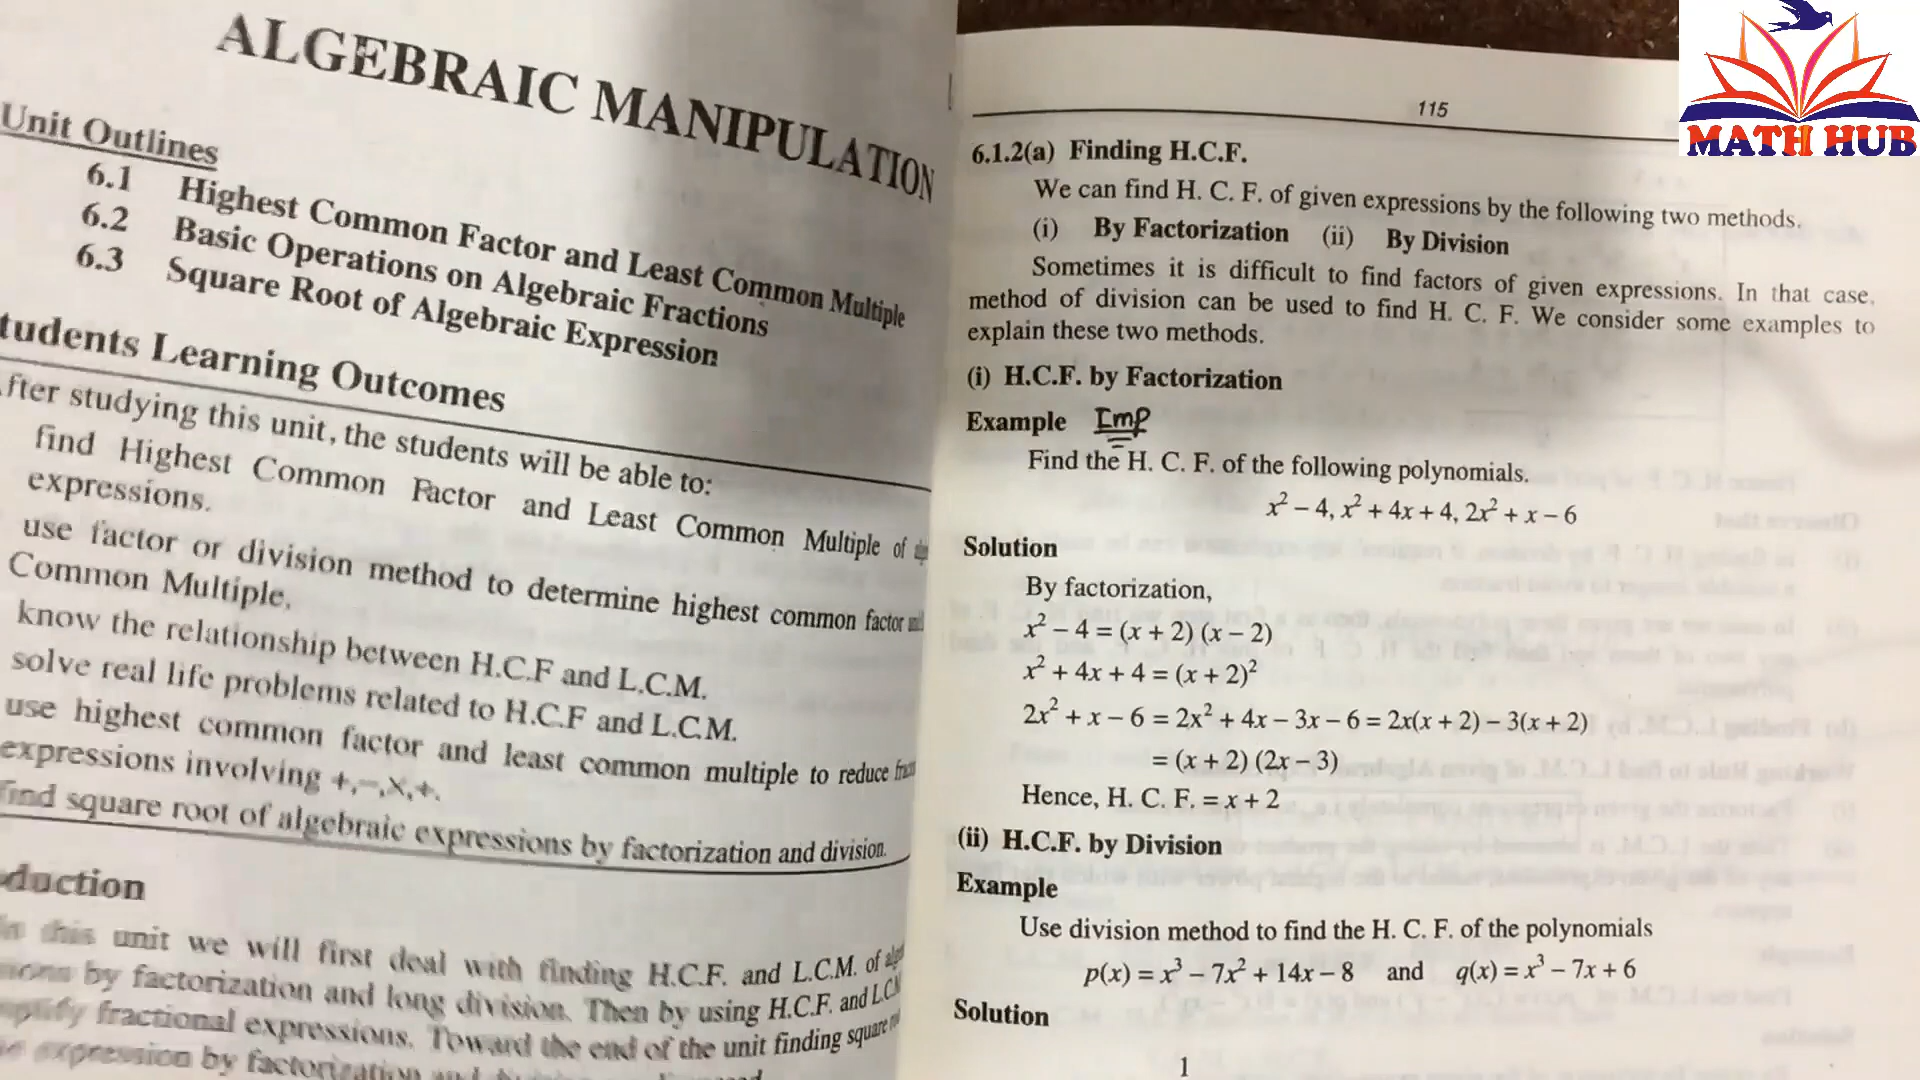 ALGEBRAIC MANIPULATION
Unit Outlines
6.1 Highest Common Factor and Least Common Multiple
6.2 Basic Operations on Algebraic Fractions
6.3 Square Root of Algebraic Expression
tudents Learning Outcomes
fter studying this unit, the students will be able to:
find Highest Common Factor and Least Common Multiple of
expressions.
use factor or division method to determine highest common factor
Common Multiple.
know the relationship between H.C.F and L.C.M.
solve real life problems related to H.C.F and L.C.M.
use highest common factor and least common multiple to reduce
expressions involving +,−,×,÷.
find square root of algebraic expressions by factorization and division.
duction
In this unit we will first deal with finding H.C.F. and L.C.M. of
by factorization and long division. Then by using H.C.F. and L.C.
fractional expressions. Toward the end of the unit finding square
expression by factorization and
115
6.1.2(a) Finding H.C.F.
We can find H. C. F. of given expressions by the following two methods.
(i) By Factorization (ii) By Division
Sometimes it is difficult to find factors of given expressions. In that case,
method of division can be used to find H. C. F. We consider some examples to
explain these two methods.
(i) H.C.F. by Factorization
Example Imp
Find the H. C. F. of the following polynomials.
x² – 4, x² + 4x + 4, 2x² + x – 6
Solution
By factorization,
x² – 4 = (x + 2) (x – 2)
x² + 4x + 4 = (x + 2)²
2x² + x – 6 = 2x² + 4x – 3x – 6 = 2x(x + 2) – 3(x + 2)
= (x + 2) (2x – 3)
Hence, H. C. F. = x + 2
(ii) H.C.F. by Division
Example
Use division method to find the H. C. F. of the polynomials
p(x) = x³ – 7x² + 14x – 8 and q(x) = x³ – 7x + 6
Solution
1
MATH HUB